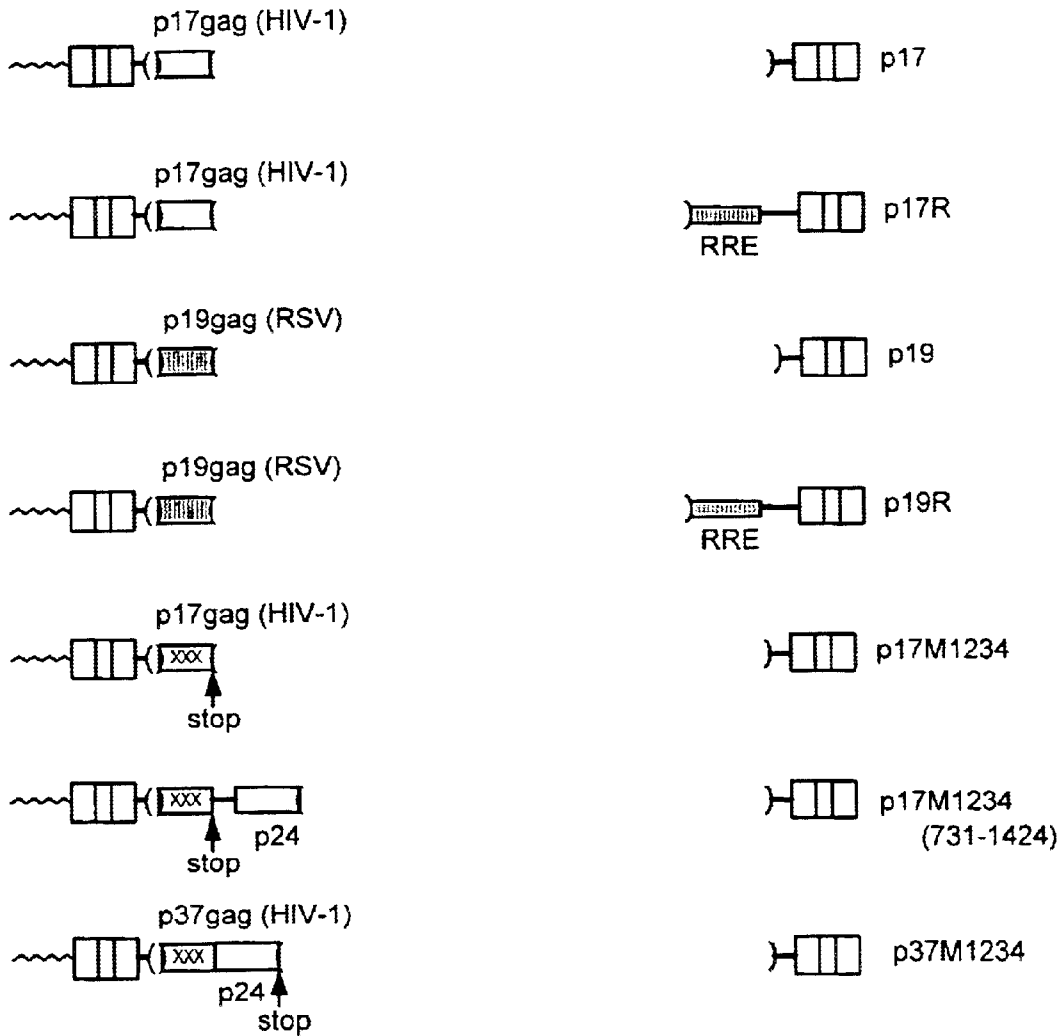 p17gag (HIV-1)
p17
p17gag (HIV-1)
p17R
RRE
p19gag (RSV)
p19
p19gag (RSV)
p19R
RRE
p17gag (HIV-1)
XXX
p17M1234
stop
XXX
p17M1234
p24
(731-1424)
stop
p37gag (HIV-1)
XXX
p37M1234
p24
stop